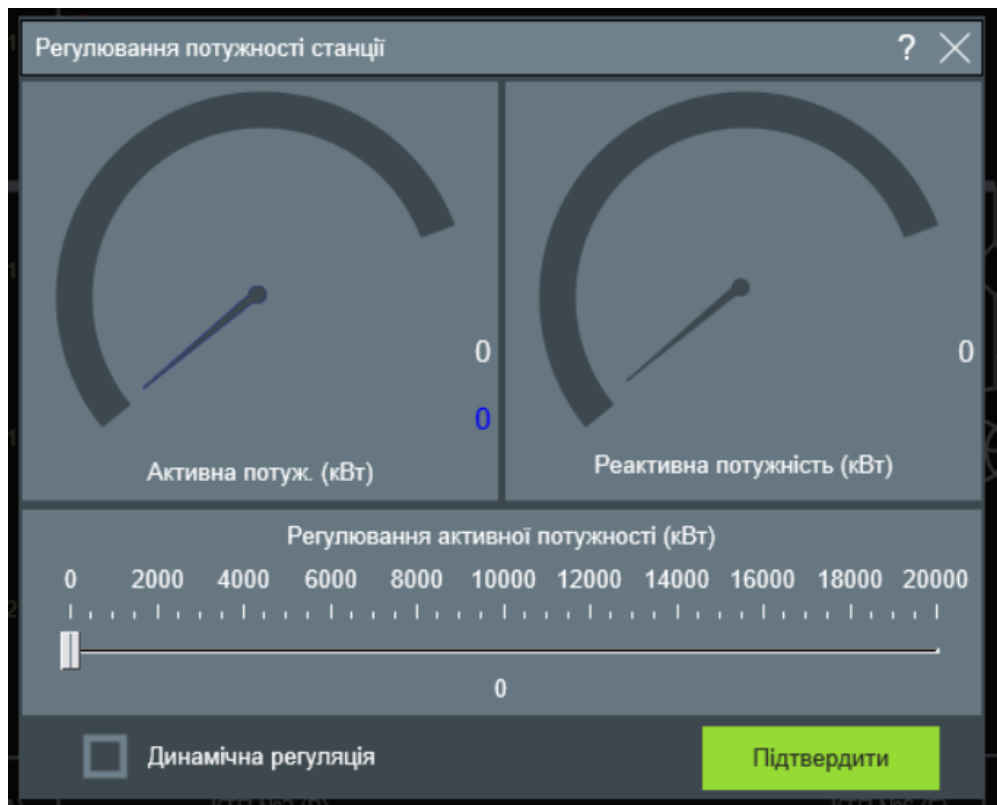 Регулювання потужності станції ?
0
0
Активна потуж. (кВт)
0
Реактивна потужність (кВт)
Регулювання активної потужності (кВт)
0 2000 4000 6000 8000 10000 12000 14000 16000 18000 20000
0
Динамічна регуляція
Підтвердити